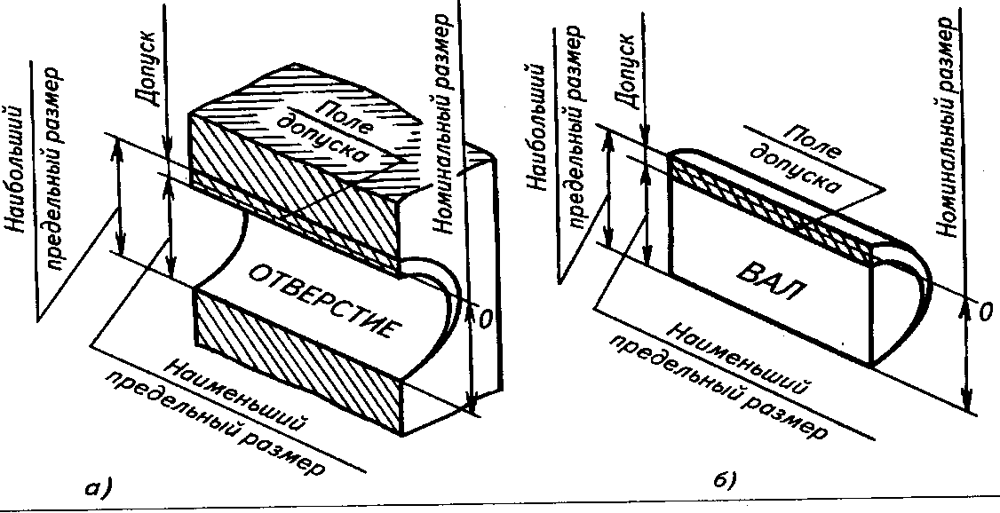 Наибольший
предельный размер
Допуск
Поле
допуска
Номинальный размер
ОТВЕРСТИЕ
0
Наименьший
предельный размер
а)
Наибольший
предельный размер
Допуск
Поле
допуска
Номинальный размер
ВАЛ
0
Наименьший
предельный размер
б)